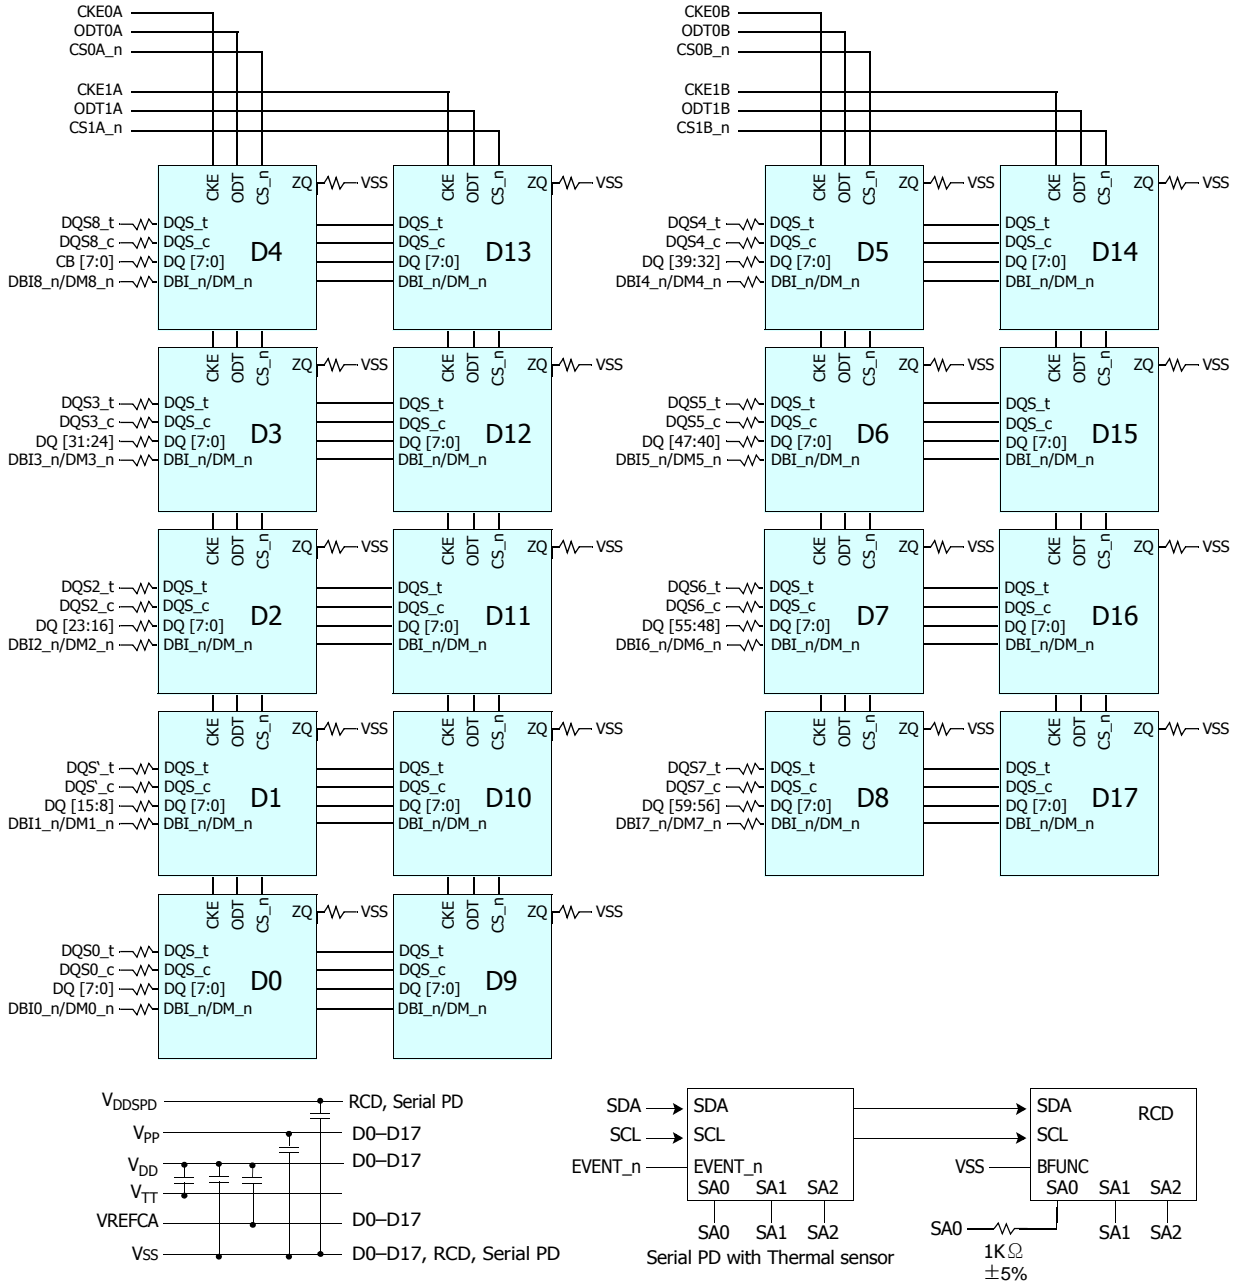 CKE0A
ODT0A
CS0A_n
CKE1A
ODT1A
CS1A_n
CKE0B
ODT0B
CS0B_n
CKE1B
ODT1B
CS1B_n
CKE ODT CS_n ZQ VSS
DQS8_t DQS_t
DQS8_c DQS_c
CB [7:0] DQ [7:0]
DBI8_n/DM8_n DBI_n/DM_n
D4
CKE ODT CS_n ZQ VSS
DQS_t
DQS_c
DQ [7:0]
DBI_n/DM_n
D13
CKE ODT CS_n ZQ VSS
DQS4_t DQS_t
DQS4_c DQS_c
DQ [39:32] DQ [7:0]
DBI4_n/DM4_n DBI_n/DM_n
D5
CKE ODT CS_n ZQ VSS
DQS_t
DQS_c
DQ [7:0]
DBI_n/DM_n
D14
CKE ODT CS_n ZQ VSS
DQS3_t DQS_t
DQS3_c DQS_c
DQ [31:24] DQ [7:0]
DBI3_n/DM3_n DBI_n/DM_n
D3
CKE ODT CS_n ZQ VSS
DQS_t
DQS_c
DQ [7:0]
DBI_n/DM_n
D12
CKE ODT CS_n ZQ VSS
DQS5_t DQS_t
DQS5_c DQS_c
DQ [47:40] DQ [7:0]
DBI5_n/DM5_n DBI_n/DM_n
D6
CKE ODT CS_n ZQ VSS
DQS_t
DQS_c
DQ [7:0]
DBI_n/DM_n
D15
CKE ODT CS_n ZQ VSS
DQS2_t DQS_t
DQS2_c DQS_c
DQ [23:16] DQ [7:0]
DBI2_n/DM2_n DBI_n/DM_n
D2
CKE ODT CS_n ZQ VSS
DQS_t
DQS_c
DQ [7:0]
DBI_n/DM_n
D11
CKE ODT CS_n ZQ VSS
DQS6_t DQS_t
DQS6_c DQS_c
DQ [55:48] DQ [7:0]
DBI6_n/DM6_n DBI_n/DM_n
D7
CKE ODT CS_n ZQ VSS
DQS_t
DQS_c
DQ [7:0]
DBI_n/DM_n
D16
CKE ODT CS_n ZQ VSS
DQS‵_t DQS_t
DQS‵_c DQS_c
DQ [15:8] DQ [7:0]
DBI1_n/DM1_n DBI_n/DM_n
D1
CKE ODT CS_n ZQ VSS
DQS_t
DQS_c
DQ [7:0]
DBI_n/DM_n
D10
CKE ODT CS_n ZQ VSS
DQS7_t DQS_t
DQS7_c DQS_c
DQ [59:56] DQ [7:0]
DBI7_n/DM7_n DBI_n/DM_n
D8
CKE ODT CS_n ZQ VSS
DQS_t
DQS_c
DQ [7:0]
DBI_n/DM_n
D17
CKE ODT CS_n ZQ VSS
DQS0_t DQS_t
DQS0_c DQS_c
DQ [7:0] DQ [7:0]
DBI0_n/DM0_n DBI_n/DM_n
D0
CKE ODT CS_n ZQ VSS
DQS_t
DQS_c
DQ [7:0]
DBI_n/DM_n
D9
VDDSPD RCD, Serial PD
VPP D0–D17
VDD D0–D17
VTT
VREFCA D0–D17
VSS D0–D17, RCD, Serial PD
SDA SDA
SCL SCL
EVENT_n EVENT_n
SA0 SA1 SA2
SA0 SA1 SA2
Serial PD with Thermal sensor
SDA RCD
SCL
VSS BFUNC
SA0 SA1 SA2
SA0 SA1 SA2
1KΩ
±5%